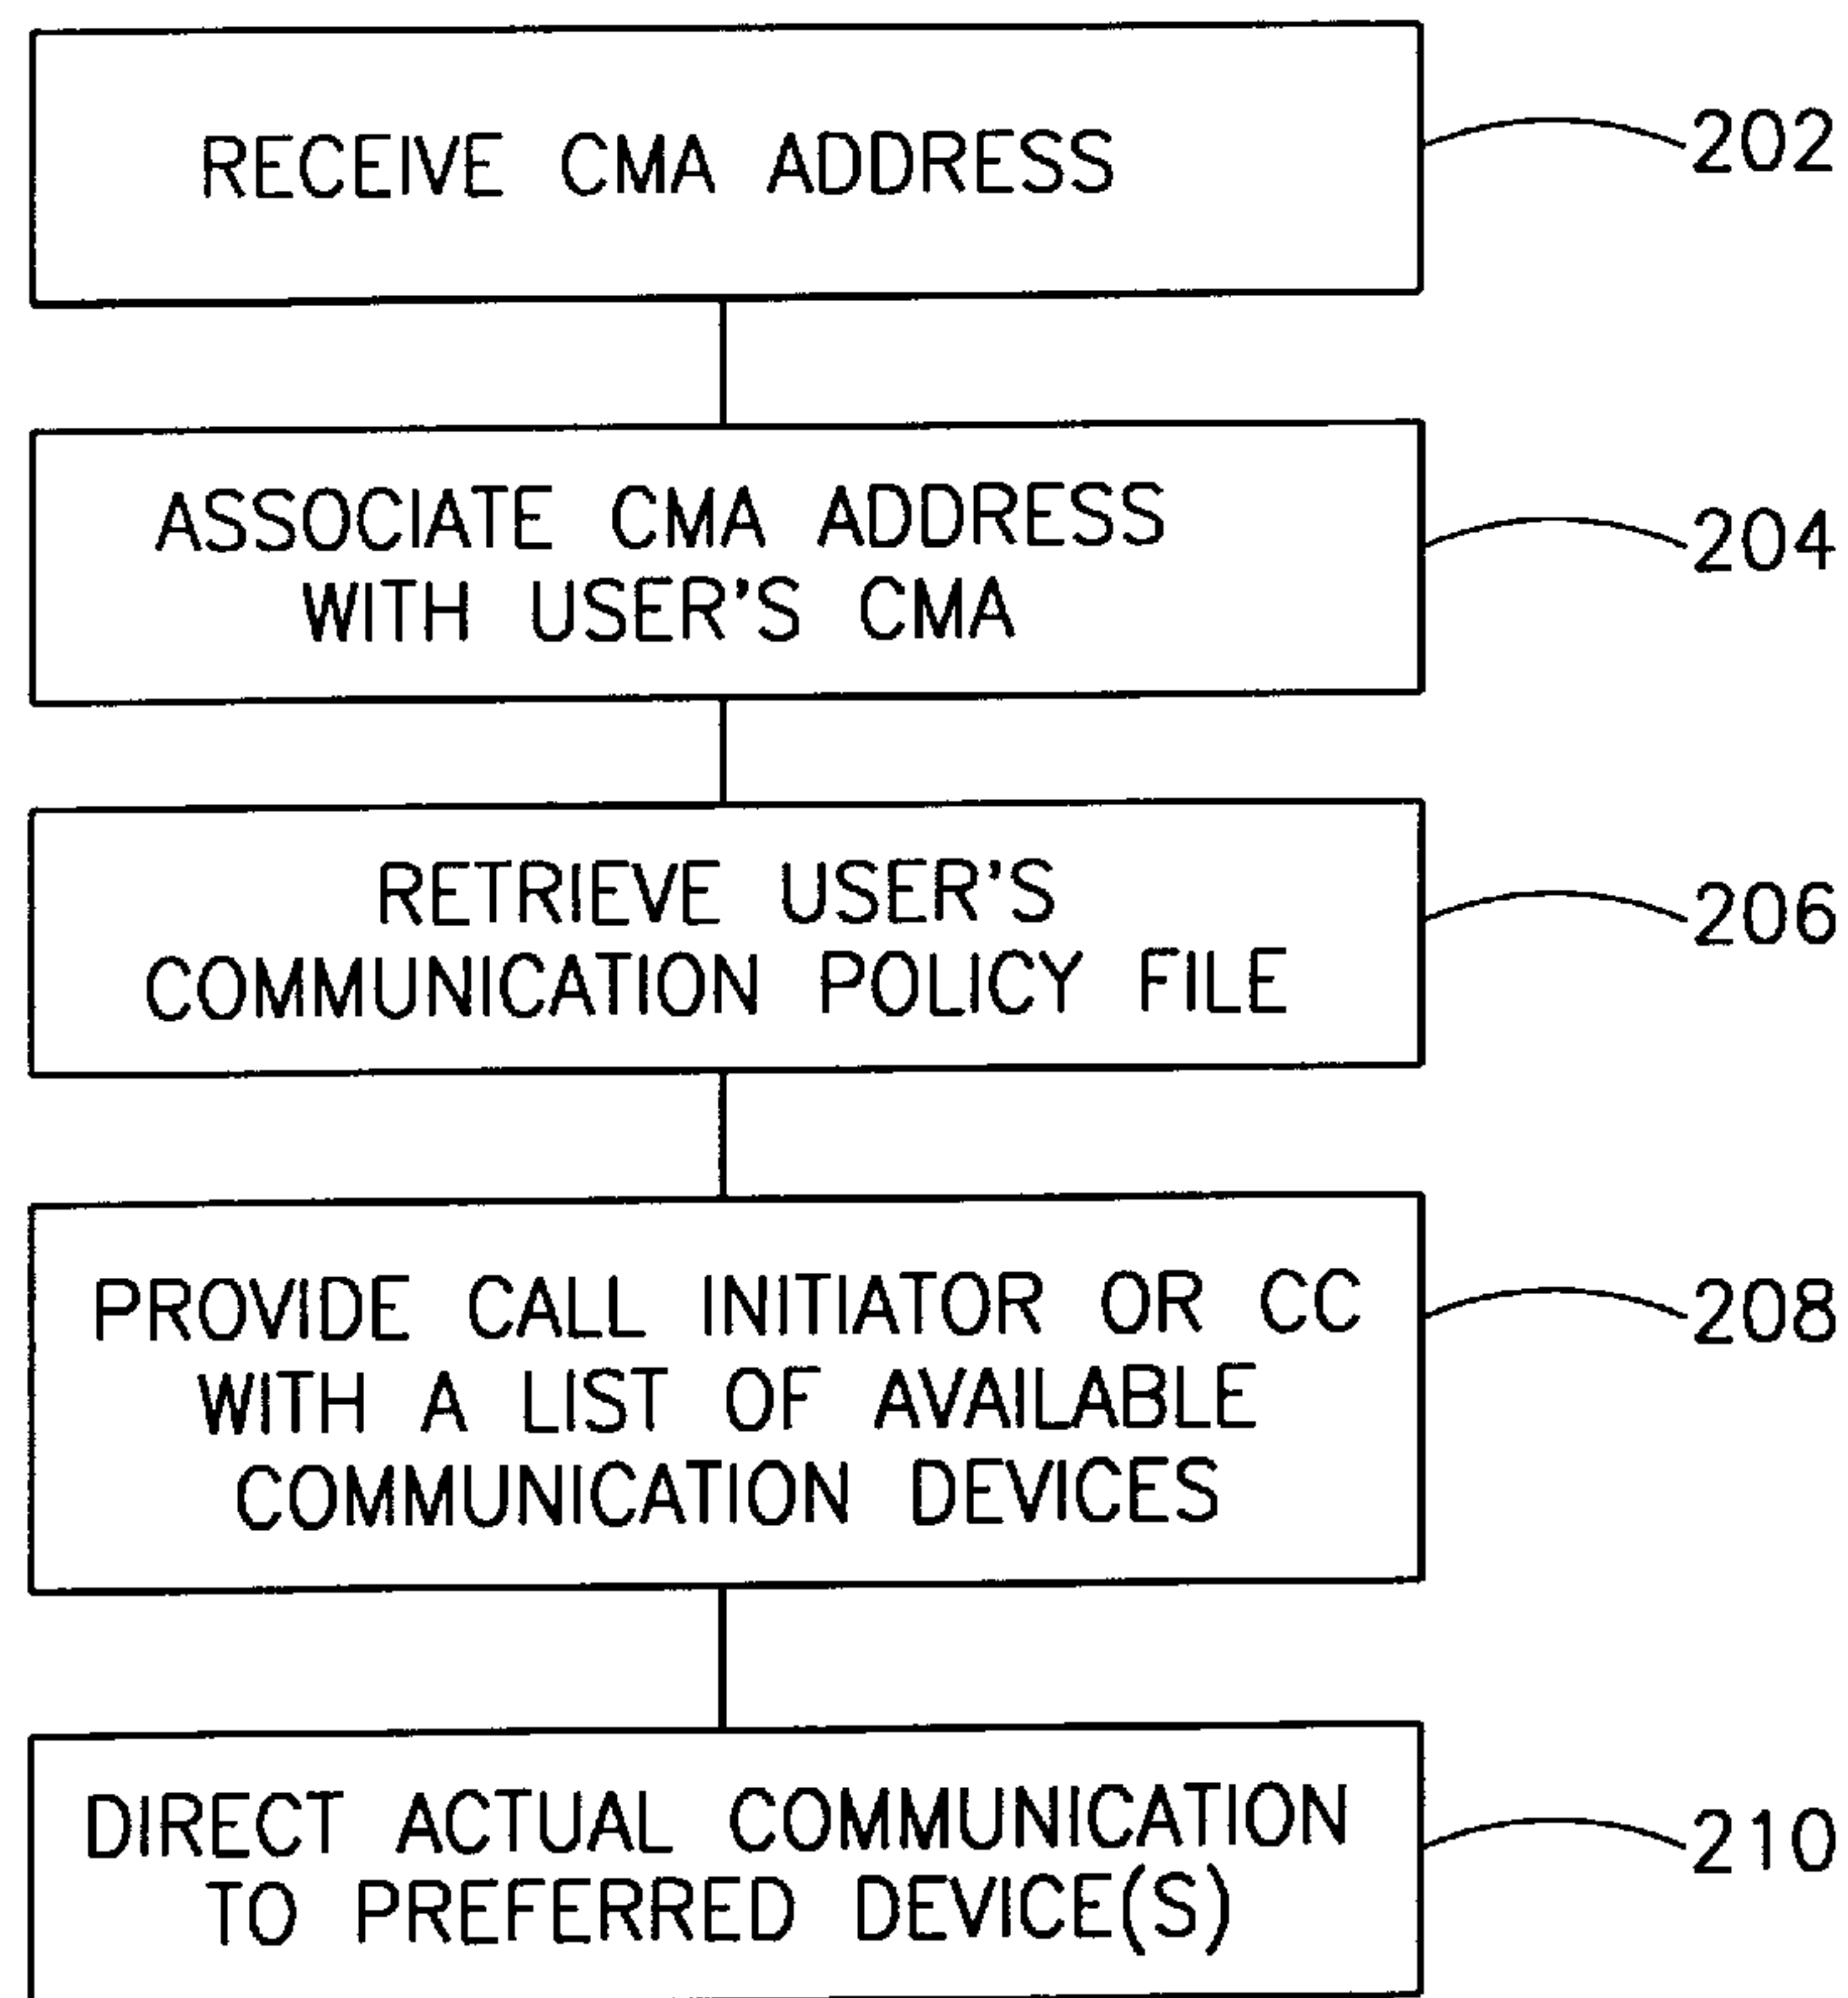 RECEIVE CMA ADDRESS
202
ASSOCIATE CMA ADDRESS
WITH USER'S CMA
204
RETRIEVE USER'S
COMMUNICATION POLICY FILE
206
PROVIDE CALL INITIATOR OR CC
WITH A LIST OF AVAILABLE
COMMUNICATION DEVICES
208
DIRECT ACTUAL COMMUNICATION
TO PREFERRED DEVICE(S)
210